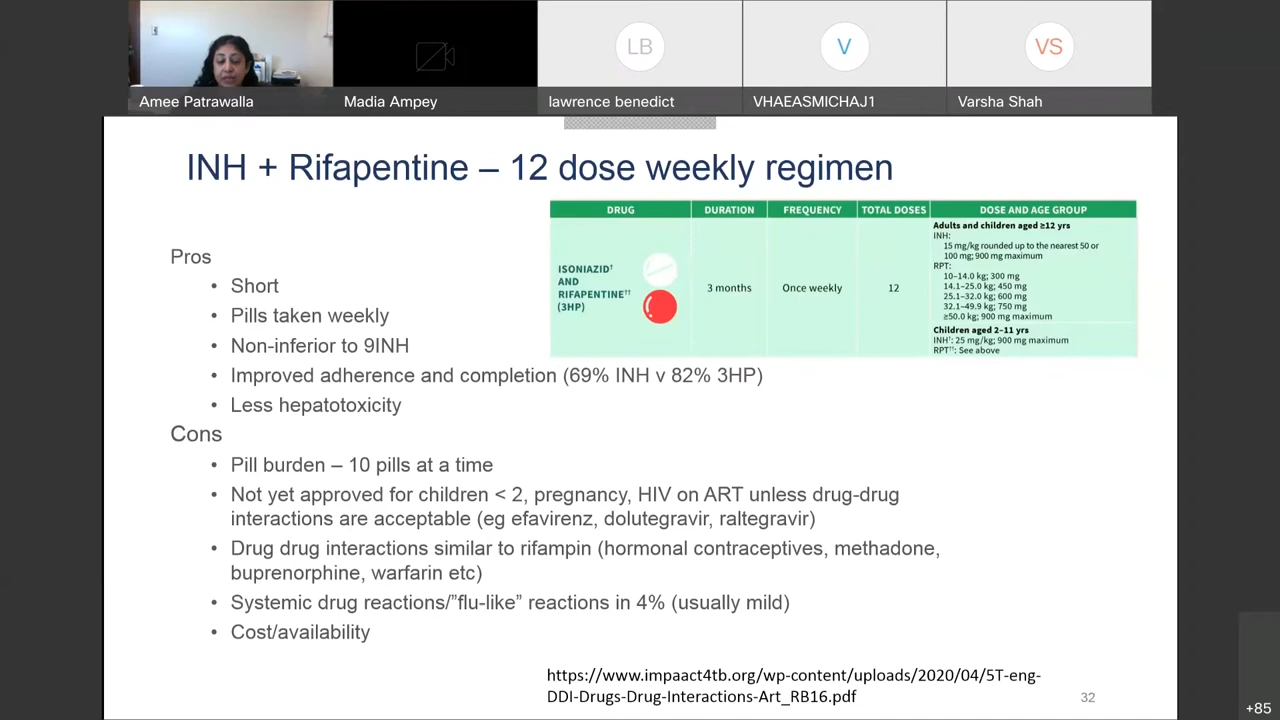 LB
V
VS
Amee Patrawalla
Madia Ampey
lawrence benedict
VHAEASMICHAJ1
Varsha Shah
INH + Rifapentine – 12 dose weekly regimen
DRUG
DURATION
FREQUENCY
TOTAL DOSES
DOSE AND AGE GROUP
ISONIAZID†
AND
RIFAPENTINE††
(3HP)
3 months
Once weekly
12
Adults and children aged ≥12 yrs
INH:
15 mg/kg rounded up to the nearest 50 or
100 mg; 900 mg maximum
RPT:
10–14.0 kg; 300 mg
14.1–25.0 kg; 450 mg
25.1–32.0 kg; 600 mg
32.1–49.9 kg; 750 mg
≥50.0 kg; 900 mg maximum
Children aged 2–11 yrs
INH†: 25 mg/kg; 900 mg maximum
RPT††: See above
Pros
• Short
• Pills taken weekly
• Non-inferior to 9INH
• Improved adherence and completion (69% INH v 82% 3HP)
• Less hepatotoxicity
Cons
• Pill burden – 10 pills at a time
• Not yet approved for children < 2, pregnancy, HIV on ART unless drug-drug
interactions are acceptable (eg efavirenz, dolutegravir, raltegravir)
• Drug drug interactions similar to rifampin (hormonal contraceptives, methadone,
buprenorphine, warfarin etc)
• Systemic drug reactions/”flu-like” reactions in 4% (usually mild)
• Cost/availability
https://www.impaact4tb.org/wp-content/uploads/2020/04/5T-eng-
DDI-Drugs-Drug-Interactions-Art_RB16.pdf
32
+85